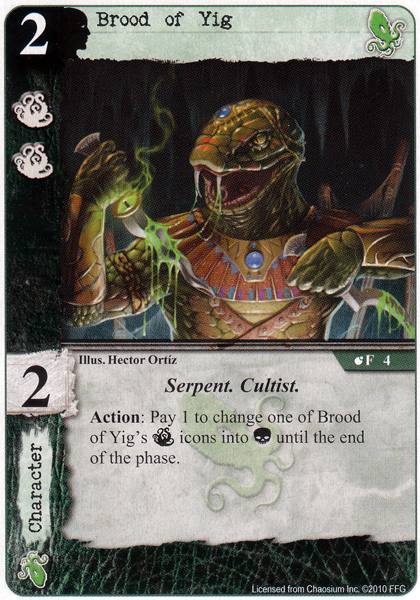 2
Brood of Yig
Illus. Hector Ortíz
F 4
2
Serpent. Cultist.
Action: Pay 1 to change one of Brood
of Yig's icons into until the end
of the phase.
Character
Licensed from Chaosium Inc. ©2010 FFG